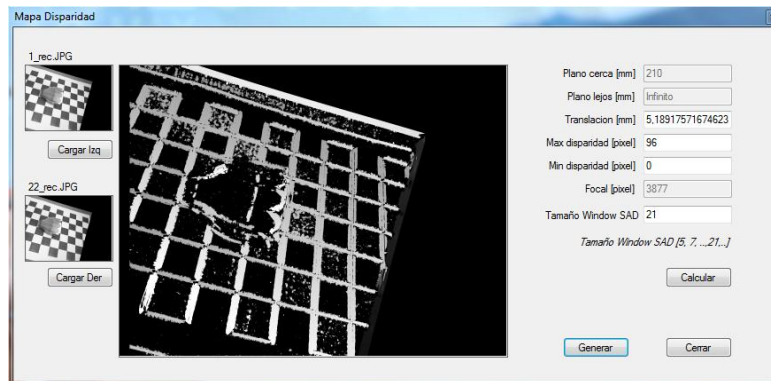 Mapa Disparidad
1_rec.JPG
Cargar Izq
22_rec.JPG
Cargar Der
Plano cerca [mm] 210
Plano lejos [mm] Infinito
Translacion [mm] 5,18917571674623
Max disparidad [pixel] 96
Min disparidad [pixel] 0
Focal [pixel] 3877
Tamaño Window SAD 21
Tamaño Window SAD [5, 7, ..,21,..]
Calcular
Generar
Cerrar